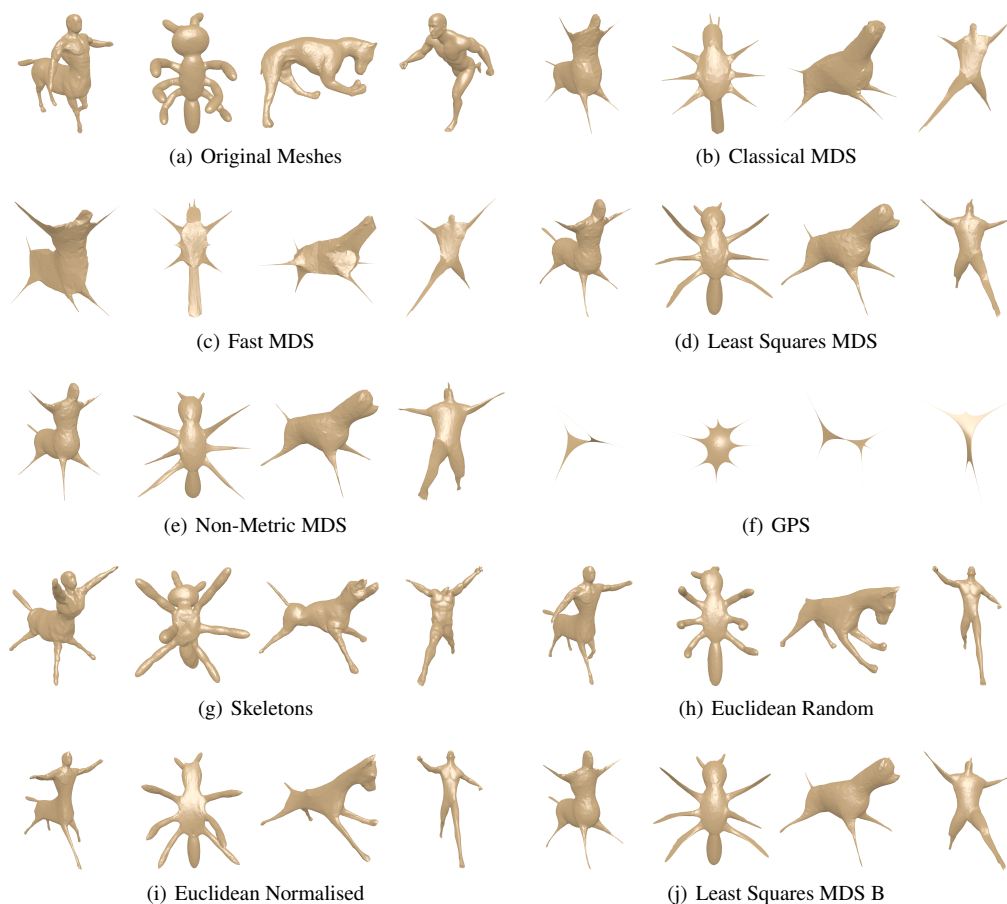 (a) Original Meshes
(b) Classical MDS
(c) Fast MDS
(d) Least Squares MDS
(e) Non-Metric MDS
(f) GPS
(g) Skeletons
(h) Euclidean Random
(i) Euclidean Normalised
(j) Least Squares MDS B